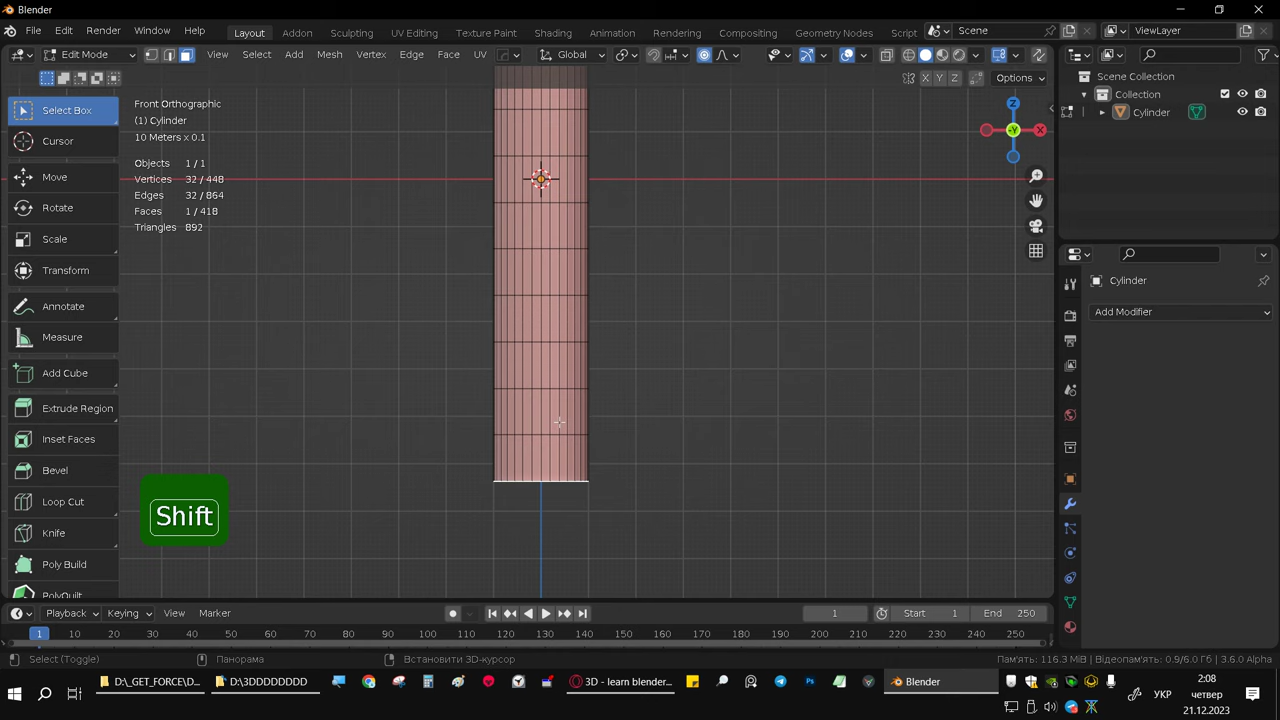 Blender
File Edit Render Window Help
Layout Addon Sculpting UV Editing Texture Paint Shading Animation Rendering Compositing Geometry Nodes Script
Scene
ViewLayer
Edit Mode View Select Add Mesh Vertex Edge Face UV Global
X Y Z Options
Select Box
Cursor
Move
Rotate
Scale
Transform
Annotate
Measure
Add Cube
Extrude Region
Inset Faces
Bevel
Loop Cut
Knife
Poly Build
PolyQuilt
Front Orthographic
(1) Cylinder
10 Meters x 0.1
Objects 1 / 1
Vertices 32 / 448
Edges 32 / 864
Faces 1 / 418
Triangles 892
Z
X
-Y
Shift
Scene Collection
Collection
Cylinder
Cylinder
Add Modifier
Playback Keying View Marker
1 Start 1 End 250
1 10 20 30 40 50 60 70 80 90 100 110 120 130 140 150 160 170 180 190 200 210 220 230 240 250
Select (Toggle) Панорама Встановити 3D-курсор Пам'ять: 116.3 MiB | Відеопам'ять: 0.9/6.0 Гб | 3.6.0 Alpha
D:\_GET_FORCE\D... D:\3DDDDDDDD 3D - learn blender... Blender
УКР
2:08
четвер
21.12.2023